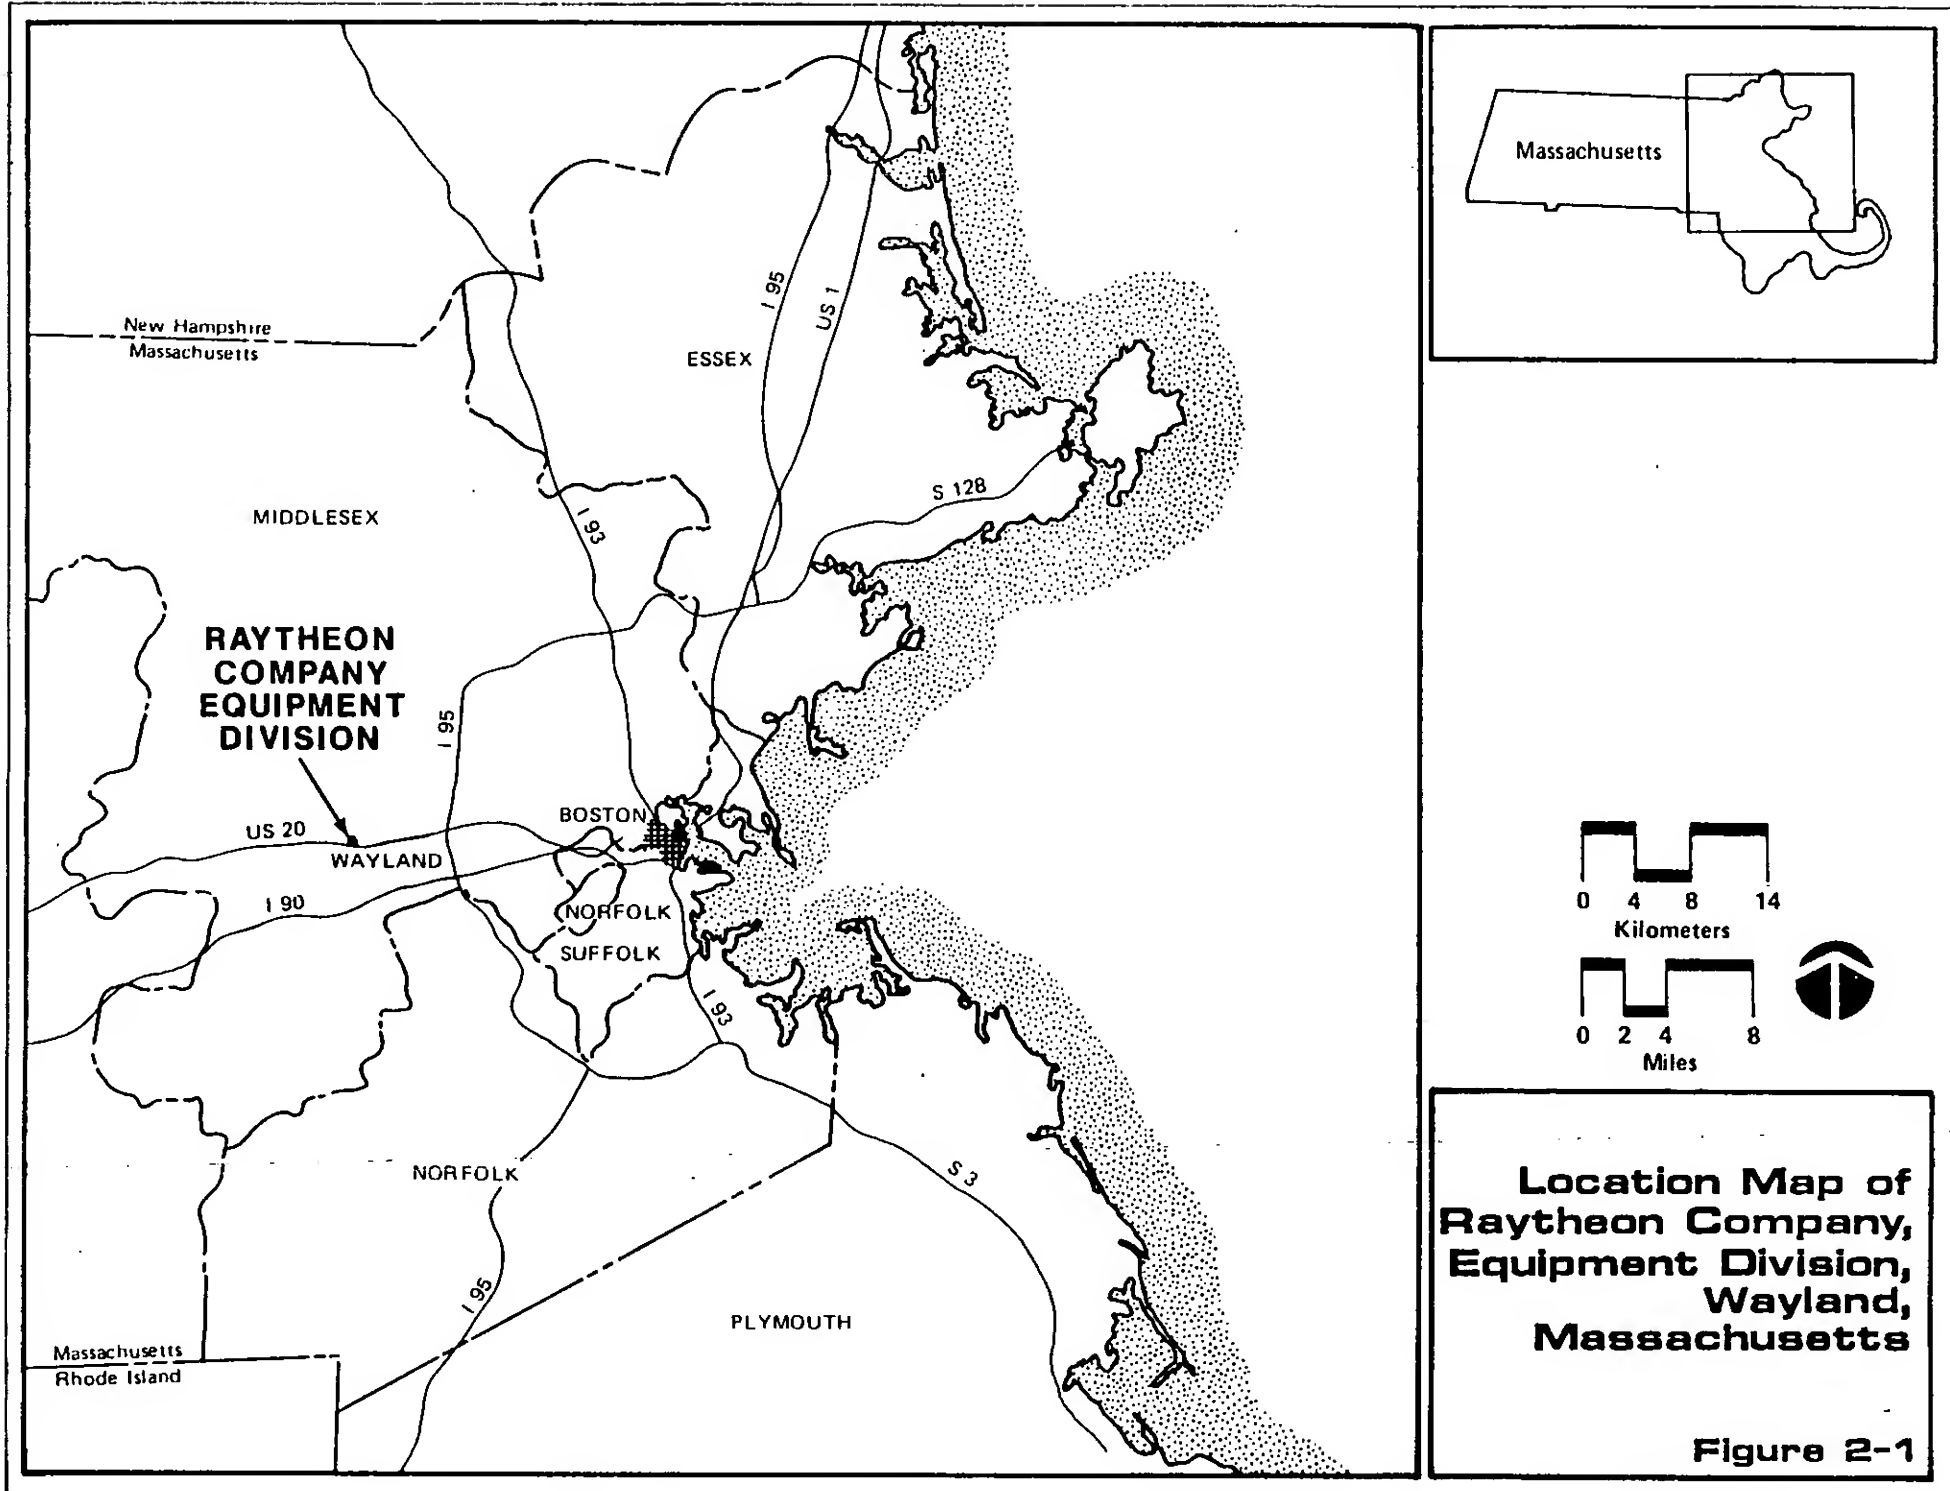 New Hampshire
Massachusetts
ESSEX
I 95
US 1
S 128
MIDDLESEX
I 93
RAYTHEON
COMPANY
EQUIPMENT
DIVISION
I 95
BOSTON
US 20
WAYLAND
I 90
NORFOLK
SUFFOLK
I 93
NORFOLK
S 3
I 95
PLYMOUTH
Massachusetts
Rhode Island
Massachusetts
0 4 8 14
Kilometers
0 2 4 8
Miles
Location Map of
Raytheon Company,
Equipment Division,
Wayland,
Massachusetts
Figure 2-1